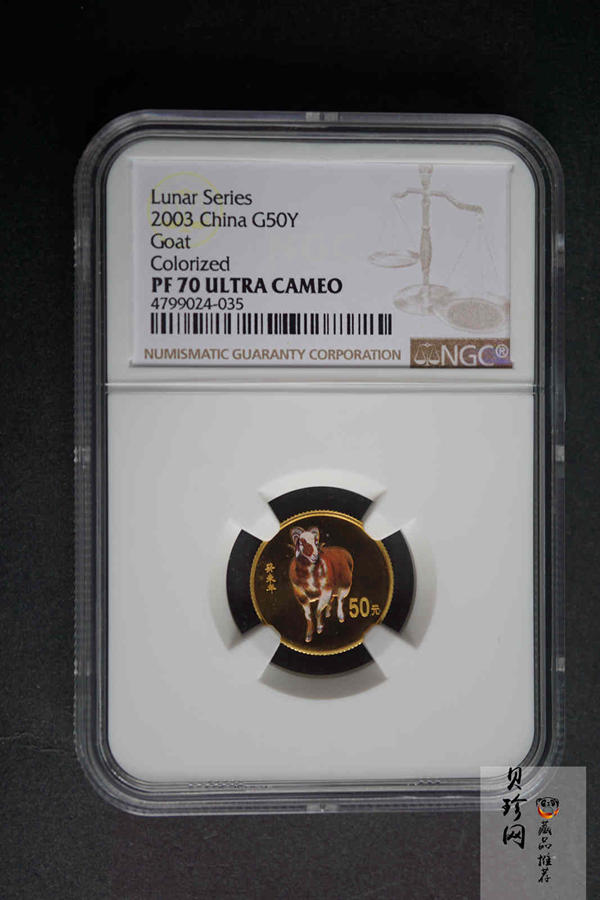 Lunar Series
2003 China G50Y
Goat
Colorized
PF 70 ULTRA CAMEO
4799024-035
NUMISMATIC GUARANTY CORPORATION
NGC®
癸未年
50元
贝珍网
藏品推荐